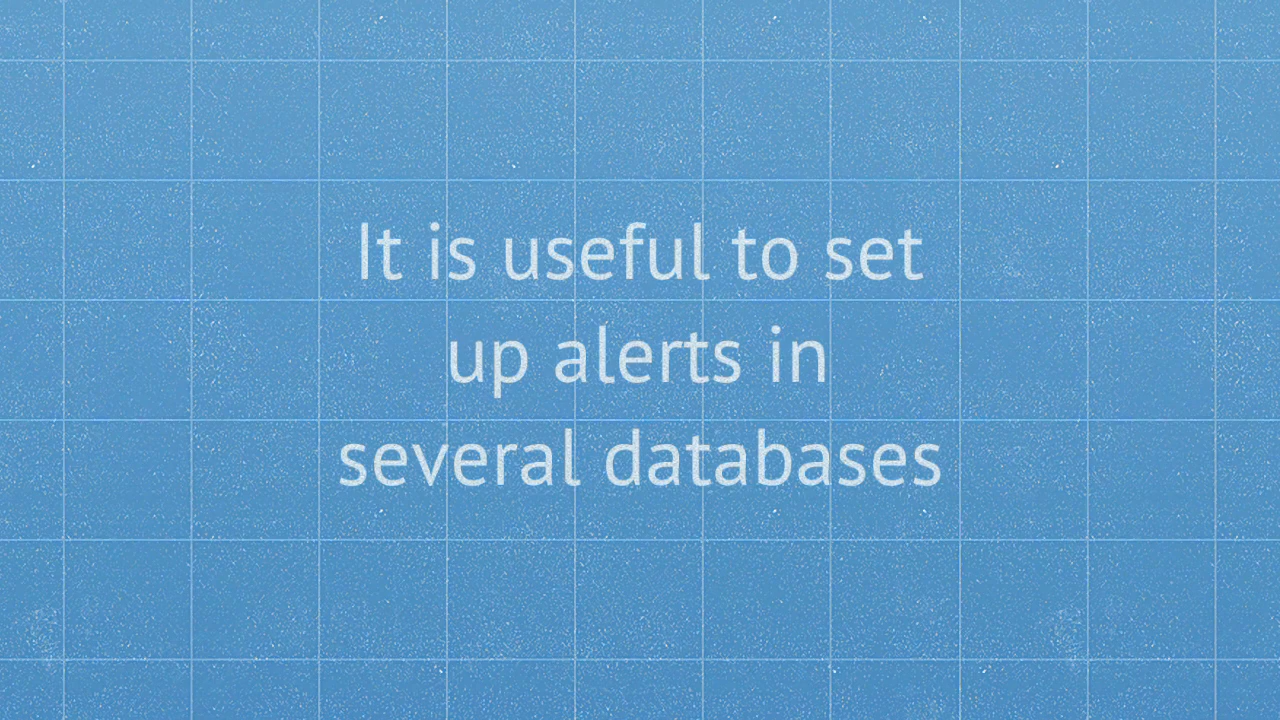 It is useful to set
up alerts in
several databases